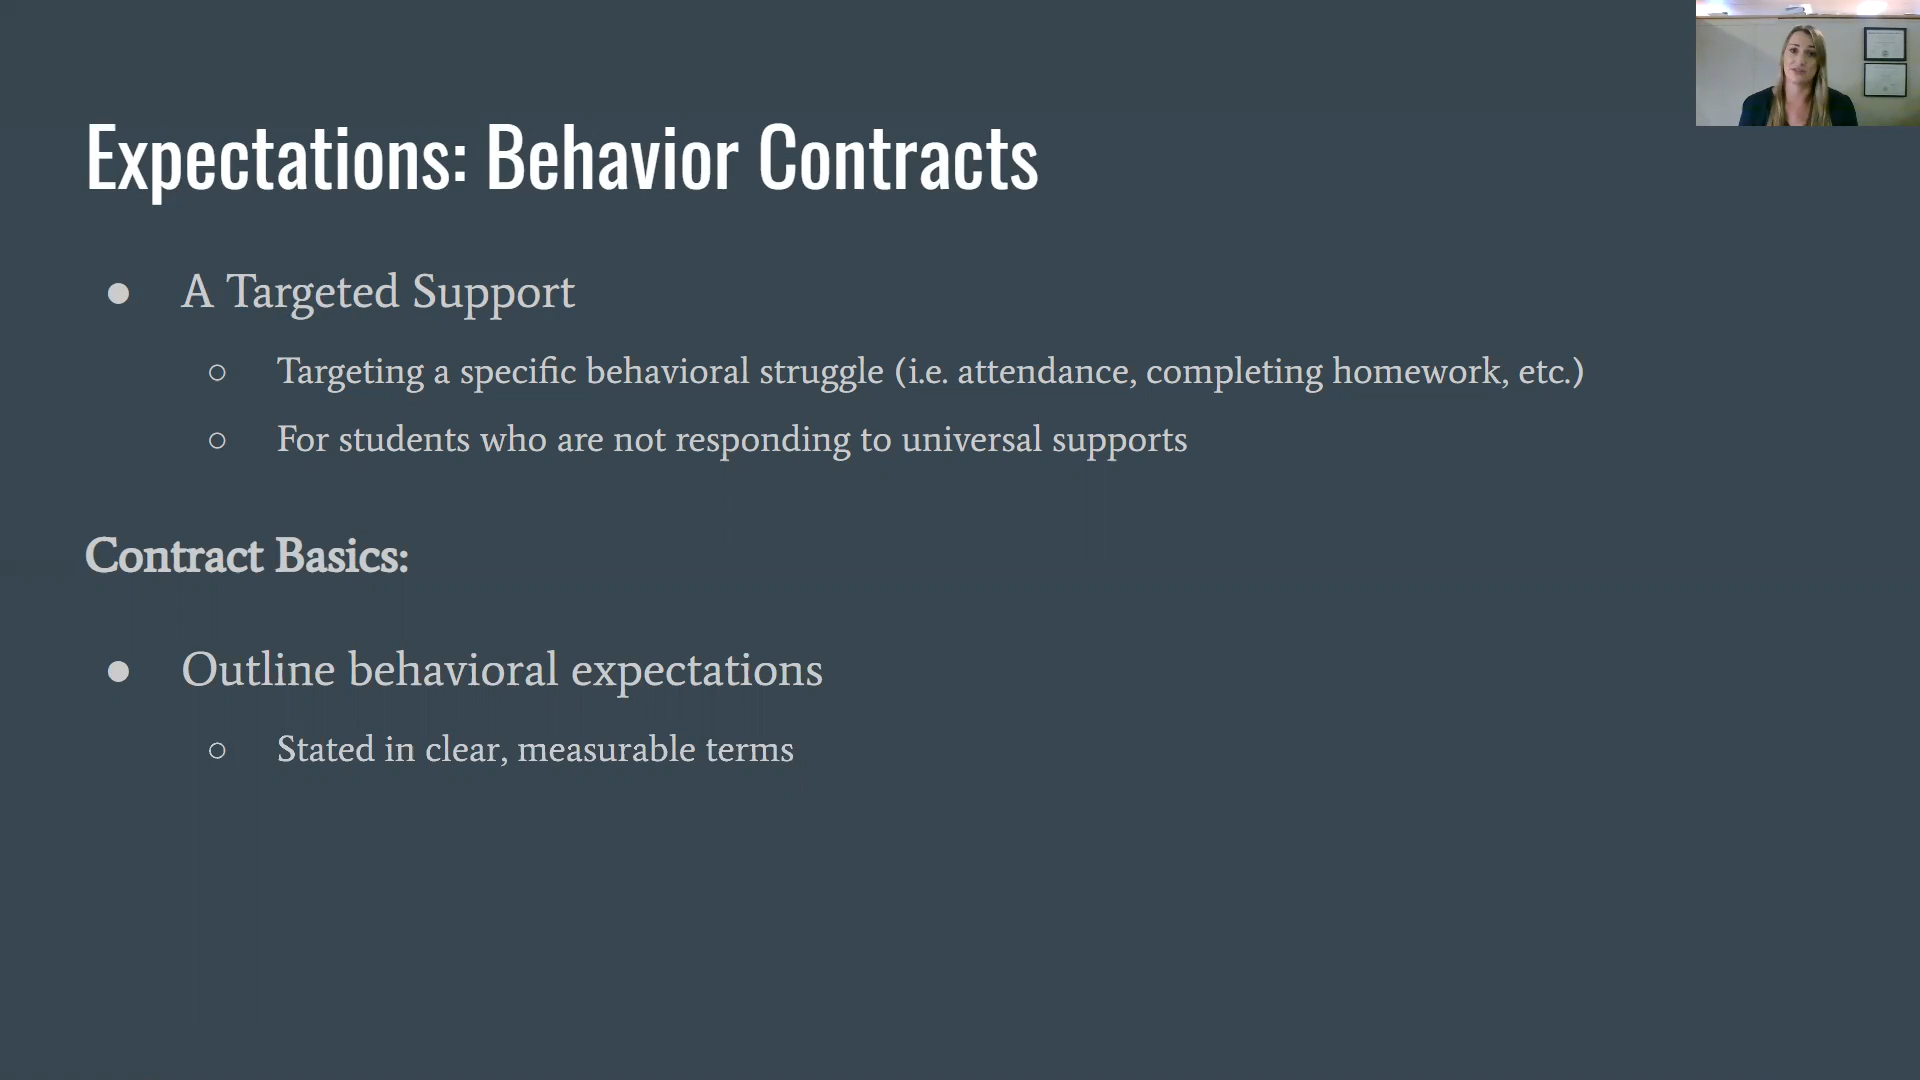 Expectations: Behavior Contracts
● A Targeted Support
○ Targeting a specific behavioral struggle (i.e. attendance, completing homework, etc.)
○ For students who are not responding to universal supports
Contract Basics:
● Outline behavioral expectations
○ Stated in clear, measurable terms